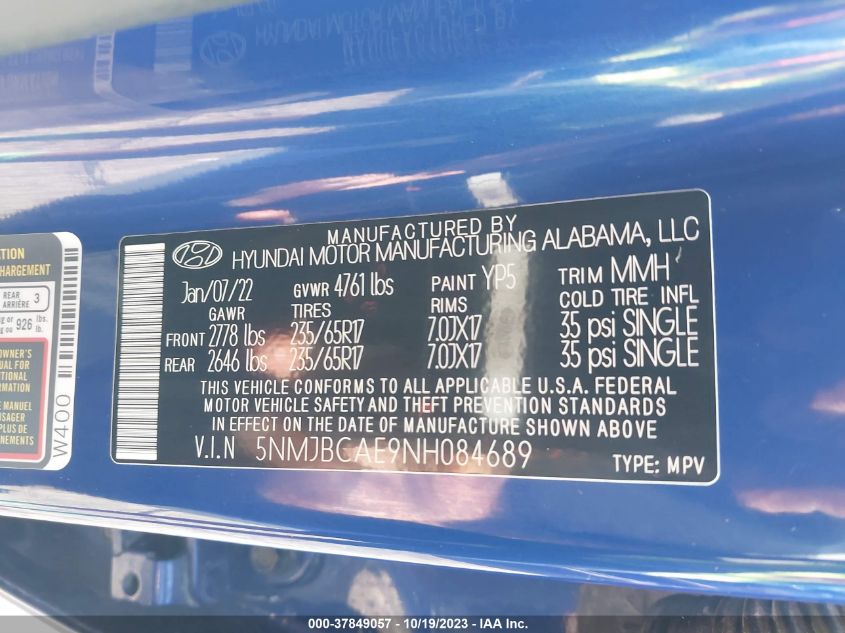 MANUFACTURED BY
HYUNDAI MOTOR MANUFACTURING ALABAMA, LLC
Jan/07/22 GVWR 4761 lbs PAINT YP5 TRIM MMH
GAWR TIRES RIMS COLD TIRE INFL
FRONT 2778 lbs 235/65R17 7.0JX17 35 psi SINGLE
REAR 2646 lbs 235/65R17 7.0JX17 35 psi SINGLE
THIS VEHICLE CONFORMS TO ALL APPLICABLE U.S.A. FEDERAL
MOTOR VEHICLE SAFETY AND THEFT PREVENTION STANDARDS
IN EFFECT ON THE DATE OF MANUFACTURE SHOWN ABOVE.
V.I.N 5NMJBCAE9NH084689 TYPE: MPV
REAR
ARRIÈRE 3
926 lbs.
lb.
W400
000-37849057 - 10/19/2023 - IAA Inc.